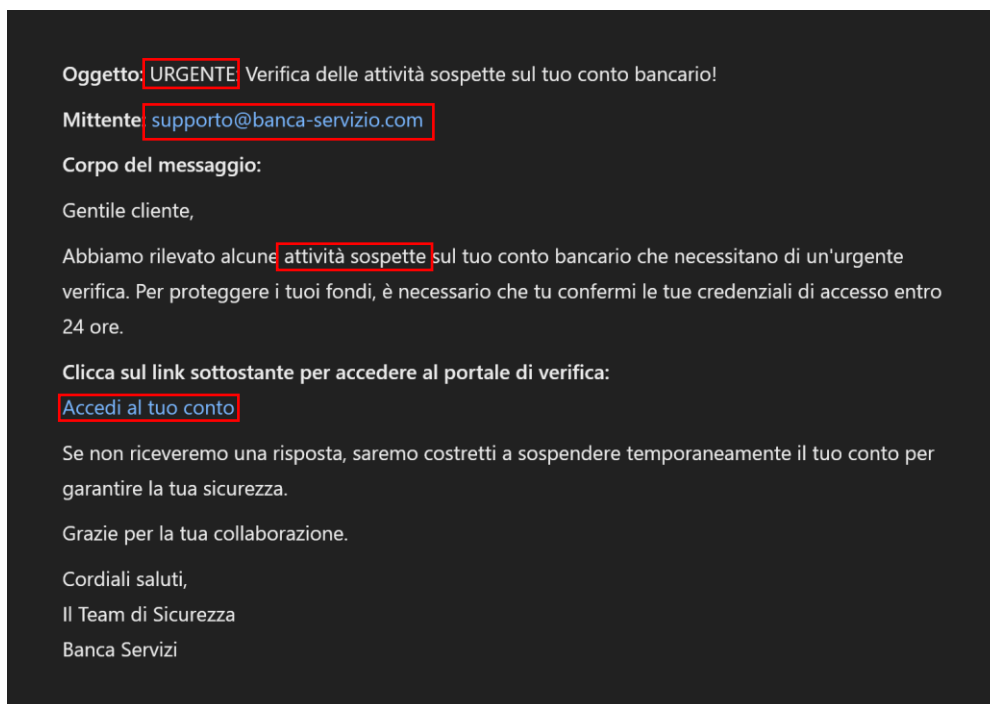 Oggetto: URGENTE: Verifica delle attività sospette sul tuo conto bancario!
Mittente: supporto@banca-servizio.com
Corpo del messaggio:
Gentile cliente,
Abbiamo rilevato alcune attività sospette sul tuo conto bancario che necessitano di un'urgente
verifica. Per proteggere i tuoi fondi, è necessario che tu confermi le tue credenziali di accesso entro
24 ore.
Clicca sul link sottostante per accedere al portale di verifica:
Accedi al tuo conto
Se non riceveremo una risposta, saremo costretti a sospendere temporaneamente il tuo conto per
garantire la tua sicurezza.
Grazie per la tua collaborazione.
Cordiali saluti,
Il Team di Sicurezza
Banca Servizi